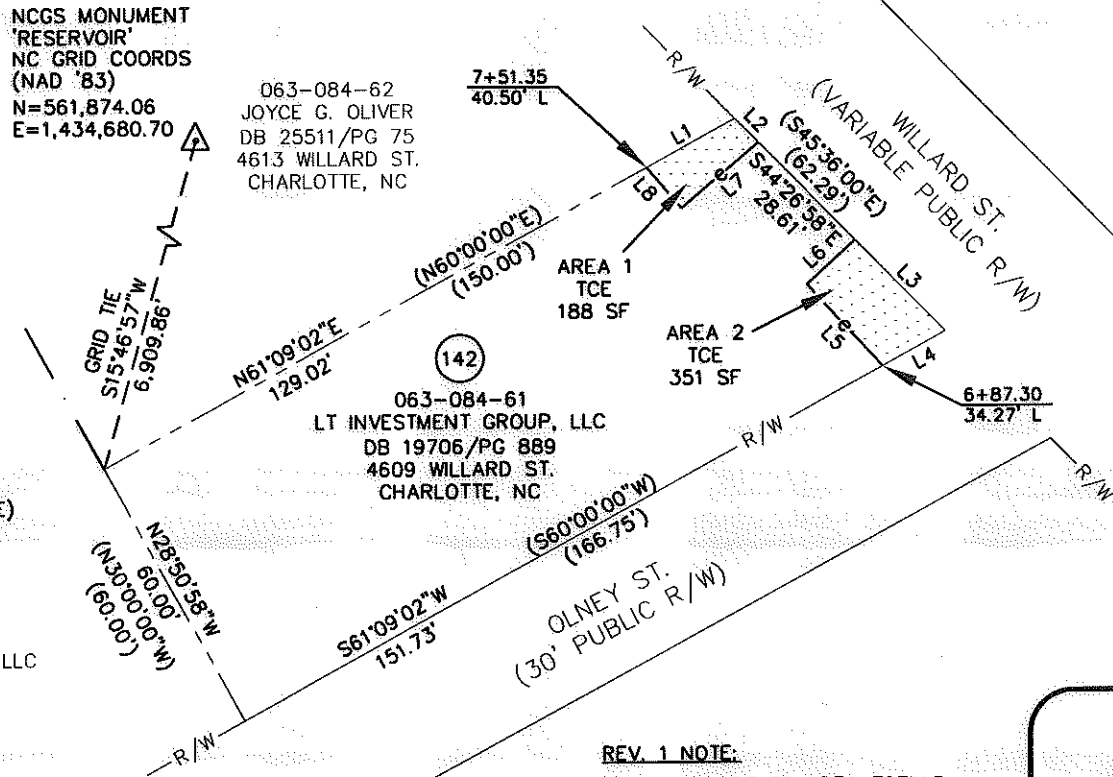 NCGS MONUMENT
'RESERVOIR'
NC GRID COORDS
(NAD '83)
N=561,874.06
E=1,434,680.70
063-084-62
JOYCE G. OLIVER
DB 25511/PG 75
4613 WILLARD ST.
CHARLOTTE, NC
7+51.35
40.50' L
R/W
L1
L2
(S45°36'00"E)
(62.29')
S44°26'58"E
28.61'
WILLARD ST.
(VARIABLE PUBLIC R/W)
L8
e
L7
L6
L3
e
L5
L4
GRID TIE
S15°46'57"W
6,909.86'
(N60°00'00"E)
(150.00')
N61°09'02"E
129.02'
AREA 1
TCE
188 SF
AREA 2
TCE
351 SF
142
063-084-61
LT INVESTMENT GROUP, LLC
DB 19706/PG 889
4609 WILLARD ST.
CHARLOTTE, NC
6+87.30
34.27' L
R/W
R/W
E)
N28°50'58"W
60.00'
(N30°00'00"W)
(60.00')
(S60°00'00"W)
(166.75')
S61°09'02"W
151.73'
OLNEY ST.
(30' PUBLIC R/W)
LLC
R/W
REV. 1 NOTE: